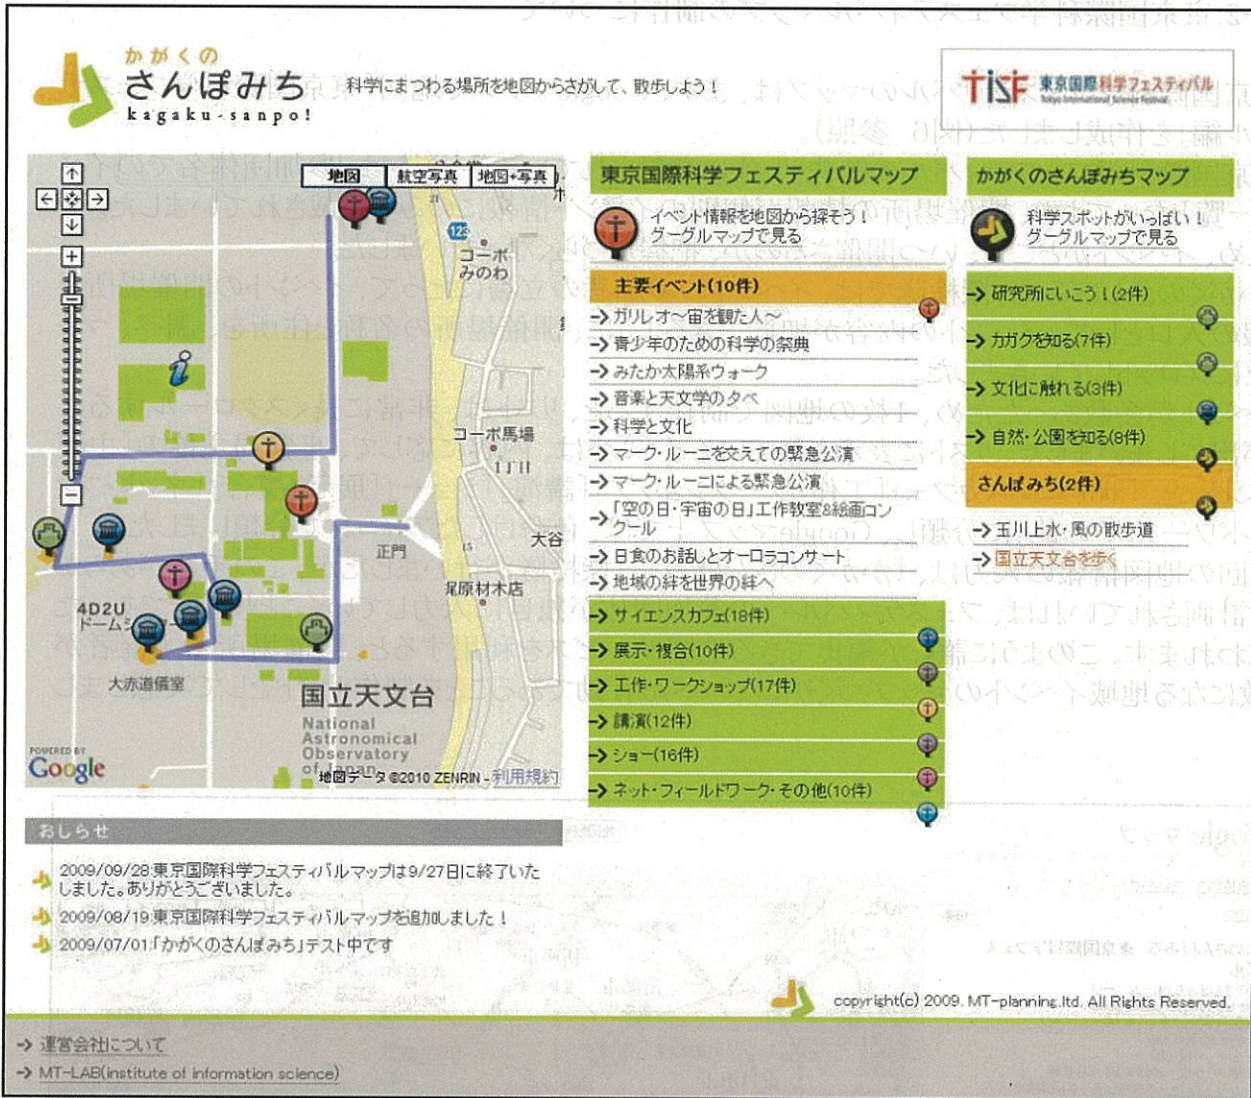 かがくの
さんぽみち
kagaku-sanpo!
科学にまつわる場所を地図からさがして、散歩しよう！
TISF 東京国際科学フェスティバル
Tokyo International Science Festival
地図
航空写真
地図+写真
123
コーポ
みのわ
コーポ馬場
1丁目
大谷
正門
15
尾原材木店
4D2U
大赤道儀室
国立天文台
National
Astronomical
Observatory
of Japan
地図データ ©2010 ZENRIN - 利用規約
POWERED BY
Google
東京国際科学フェスティバルマップ
イベント情報を地図から探そう！
グーグルマップで見る
主要イベント(10件)
→ ガリレオ～宙を観た人～
→ 青少年のための科学の祭典
→ みたか太陽系ウォーク
→ 音楽と天文学の夕べ
→ 科学と文化
→ マーク・ルーニを交えての緊急公演
→ マーク・ルーニによる緊急公演
→ 「空の日・宇宙の日」工作教室&絵画コン
クール
→ 日食のお話しとオーロラコンサート
→ 地域の絆を世界の絆へ
→ サイエンスカフェ(18件)
→ 展示・複合(10件)
→ 工作・ワークショップ(17件)
→ 講演(12件)
→ ショー(16件)
→ ネット・フィールドワーク・その他(10件)
かがくのさんぽみちマップ
科学スポットがいっぱい！
グーグルマップで見る
→ 研究所にいこう！(2件)
→ カガクを知る(7件)
→ 文化に触れる(3件)
→ 自然・公園を知る(8件)
さんぽみち(2件)
→ 玉川上水・風の散歩道
→ 国立天文台を歩く
おしらせ
2009/09/28:東京国際科学フェスティバルマップは9/27日に終了いた
しました。ありがとうございました。
2009/08/19:東京国際科学フェスティバルマップを追加しました！
2009/07/01:「かがくのさんぽみち」テスト中です
copyright(c) 2009. MT-planning.ltd. All Rights Reserved.
→ 運営会社について
→ MT-LAB(institute of information science)